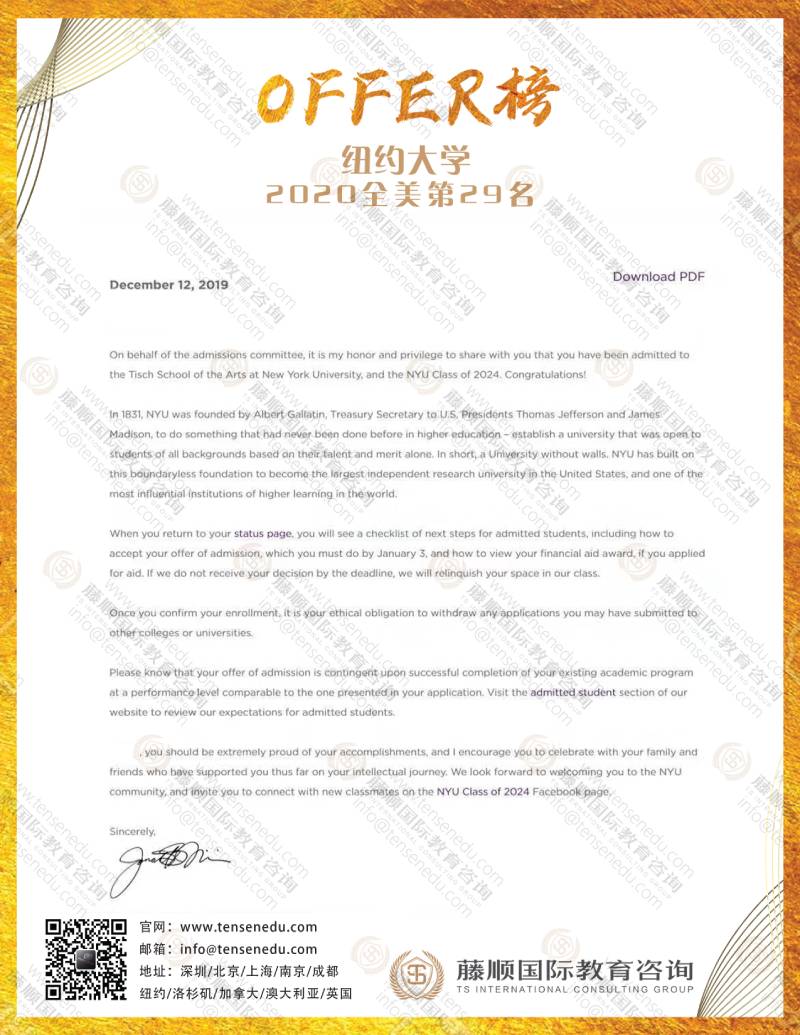 OFFER榜
纽约大学
2020全美第29名
Download PDF
December 12, 2019
On behalf of the admissions committee, it is my honor and privilege to share with you that you have been admitted to
the Tisch School of the Arts at New York University, and the NYU Class of 2024. Congratulations!
In 1831, NYU was founded by Albert Gallatin, Treasury Secretary to U.S. Presidents Thomas Jefferson and James
Madison, to do something that had never been done before in higher education – establish a university that was open to
students of all backgrounds based on their talent and merit alone. In short, a University without walls. NYU has built on
this boundaryless foundation to become the largest independent research university in the United States, and one of the
most influential institutions of higher learning in the world.
When you return to your status page, you will see a checklist of next steps for admitted students, including how to
accept your offer of admission, which you must do by January 3, and how to view your financial aid award, if you applied
for aid. If we do not receive your decision by the deadline, we will relinquish your space in our class.
Once you confirm your enrollment, it is your ethical obligation to withdraw any applications you may have submitted to
other colleges or universities.
Please know that your offer of admission is contingent upon successful completion of your existing academic program
at a performance level comparable to the one presented in your application. Visit the admitted student section of our
website to review our expectations for admitted students.
, you should be extremely proud of your accomplishments, and I encourage you to celebrate with your family and
friends who have supported you thus far on your intellectual journey. We look forward to welcoming you to the NYU
community, and invite you to connect with new classmates on the NYU Class of 2024 Facebook page.
Sincerely,
官网：www.tensenedu.com
邮箱：info@tensenedu.com
地址：深圳/北京/上海/南京/成都
纽约/洛杉矶/加拿大/澳大利亚/英国
藤顺国际教育咨询
TS INTERNATIONAL CONSULTING GROUP